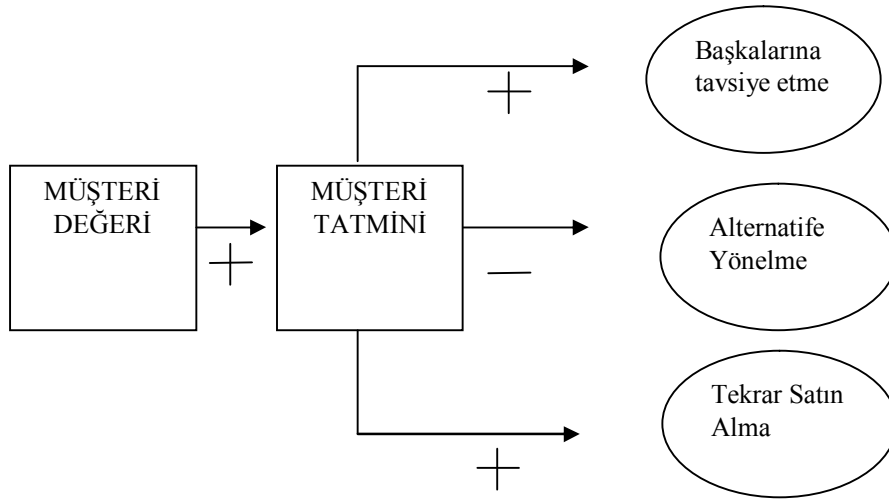 Başkalarına
tavsiye etme
+
MÜŞTERİ
DEĞERİ
+
MÜŞTERİ
TATMİNİ
−
Alternatife
Yönelme
Tekrar Satın
Alma
+